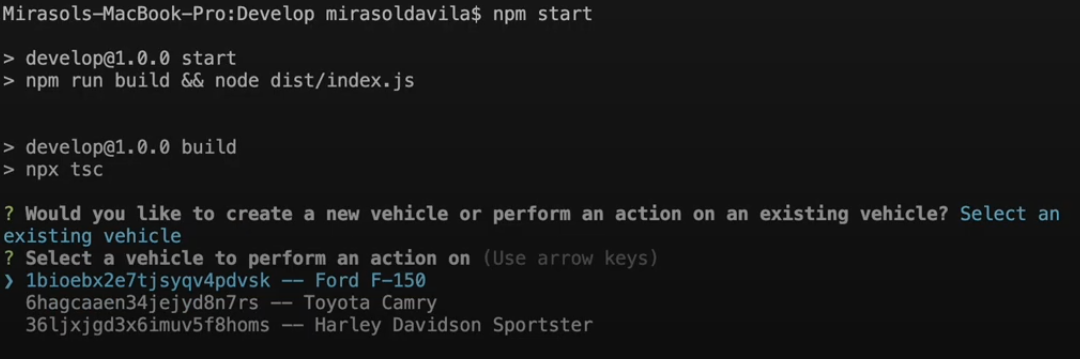 Mirasols-MacBook-Pro:Develop mirasoldavila$ npm start
> develop@1.0.0 start
> npm run build && node dist/index.js
> develop@1.0.0 build
> npx tsc
? Would you like to create a new vehicle or perform an action on an existing vehicle? Select an
existing vehicle
? Select a vehicle to perform an action on (Use arrow keys)
❯ 1bioebx2e7tjsyqv4pdvsk -- Ford F-150
6hagcaaen34jejyd8n7rs -- Toyota Camry
36ljxjgd3x6imuv5f8homs -- Harley Davidson Sportster